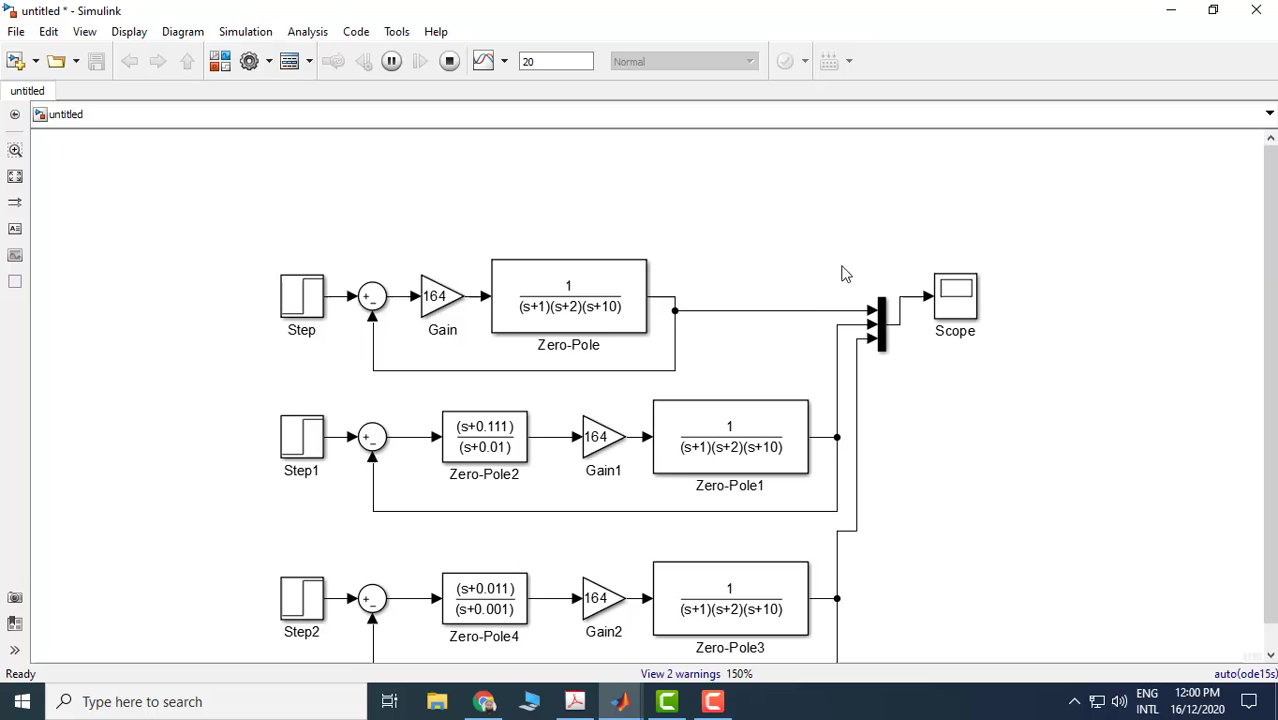 untitled * - Simulink
File Edit View Display Diagram Simulation Analysis Code Tools Help
20
Normal
untitled
untitled
Step
+
-
164
Gain
1
(s+1)(s+2)(s+10)
Zero-Pole
Scope
Step1
+
-
(s+0.111)
(s+0.01)
Zero-Pole2
164
Gain1
1
(s+1)(s+2)(s+10)
Zero-Pole1
Step2
+
-
(s+0.011)
(s+0.001)
Zero-Pole4
164
Gain2
1
(s+1)(s+2)(s+10)
Zero-Pole3
Ready
View 2 warnings 150%
auto(ode15s)
Type here to search
ENG
INTL
12:00 PM
16/12/2020